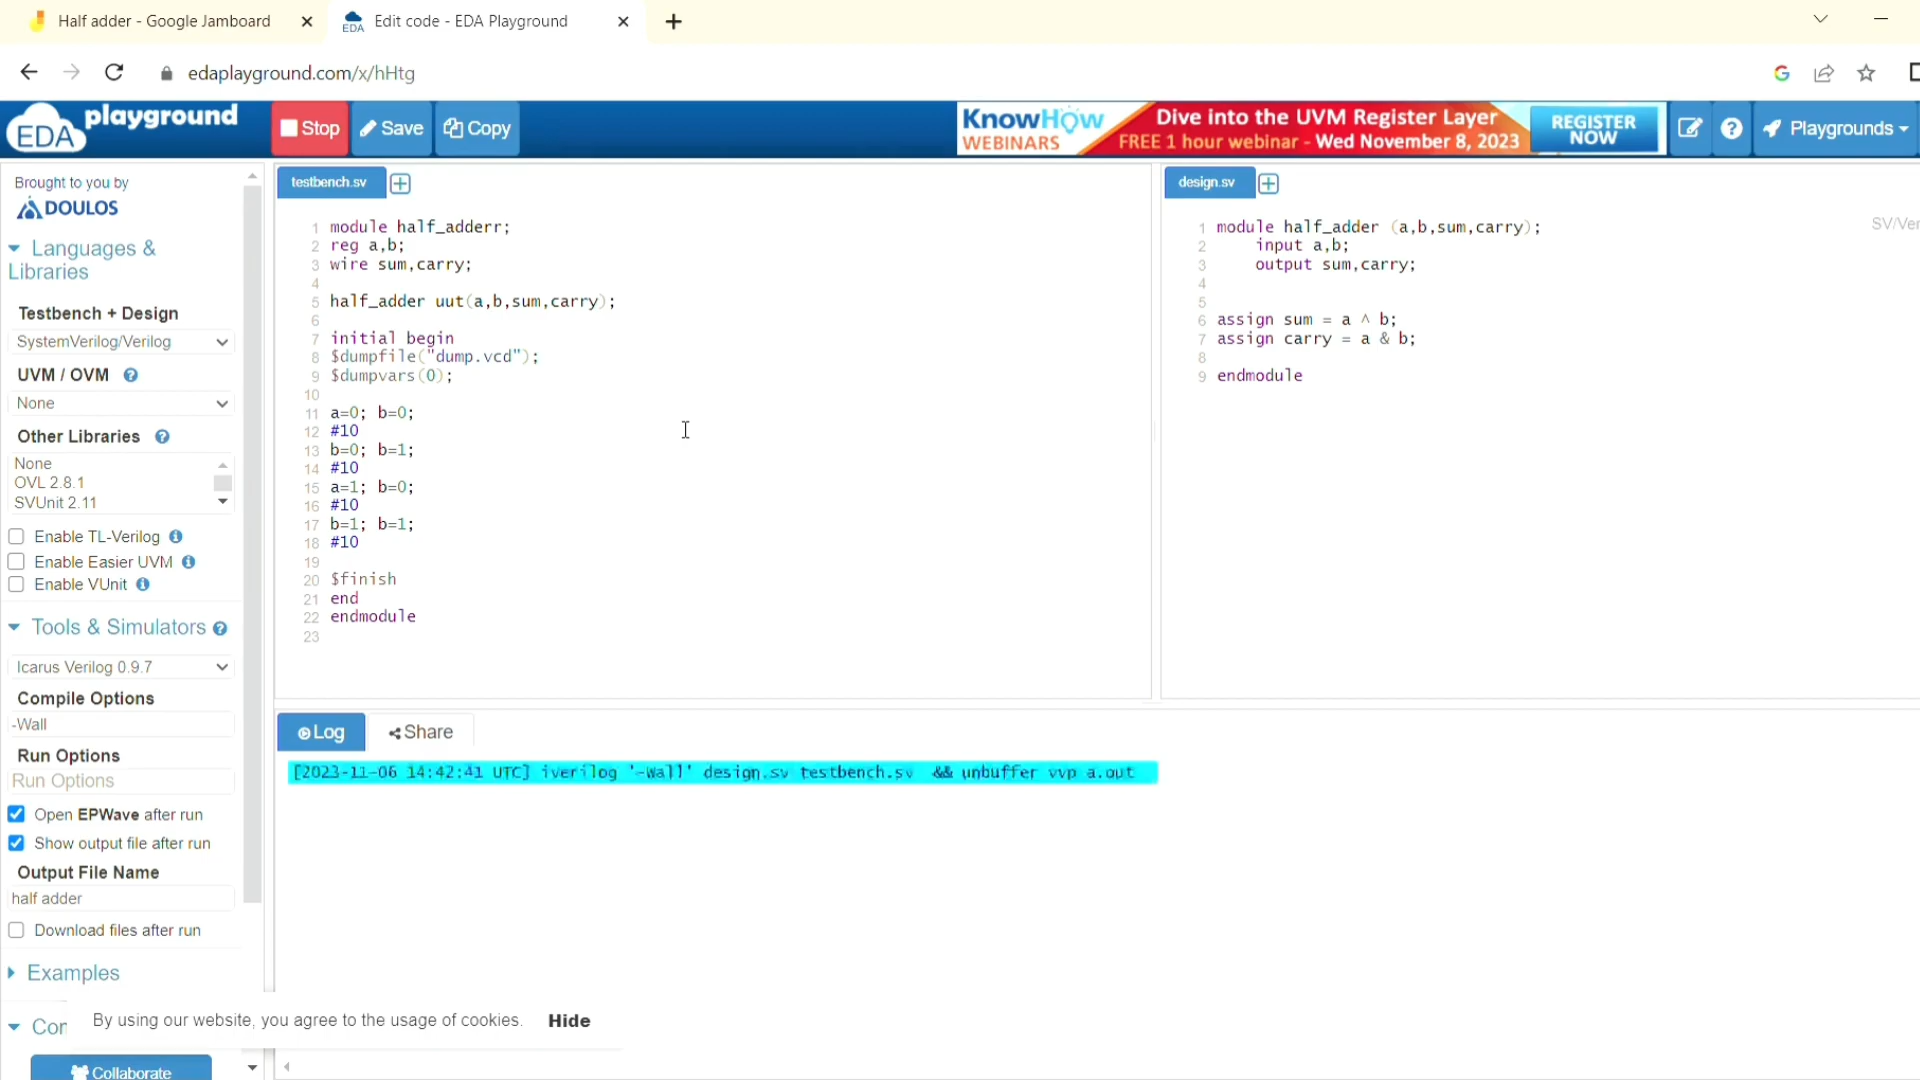 Half adder - Google Jamboard
Edit code - EDA Playground
edaplayground.com/x/hHtg
EDA playground
Stop
Save
Copy
KnowHow WEBINARS
Dive into the UVM Register Layer
FREE 1 hour webinar - Wed November 8, 2023
REGISTER NOW
Playgrounds
Brought to you by
DOULOS
Languages & Libraries
Testbench + Design
SystemVerilog/Verilog
UVM / OVM
None
Other Libraries
None
OVL 2.8.1
SVUnit 2.11
Enable TL-Verilog
Enable Easier UVM
Enable VUnit
Tools & Simulators
Icarus Verilog 0.9.7
Compile Options
-Wall
Run Options
Run Options
Open EPWave after run
Show output file after run
Output File Name
half adder
Download files after run
Examples
Collaborate
testbench.sv
1 module half_adderr;
2 reg a,b;
3 wire sum,carry;
4
5 half_adder uut(a,b,sum,carry);
6
7 initial begin
8 $dumpfile("dump.vcd");
9 $dumpvars(0);
10
11 a=0; b=0;
12 #10
13 b=0; b=1;
14 #10
15 a=1; b=0;
16 #10
17 b=1; b=1;
18 #10
19
20 $finish
21 end
22 endmodule
23
design.sv
SV/Ver
1 module half_adder (a,b,sum,carry);
2 input a,b;
3 output sum,carry;
4
5
6 assign sum = a ^ b;
7 assign carry = a & b;
8
9 endmodule
Log
Share
[2023-11-06 14:42:41 UTC] iverilog '-Wall' design.sv testbench.sv && unbuffer vvp a.out
By using our website, you agree to the usage of cookies. Hide